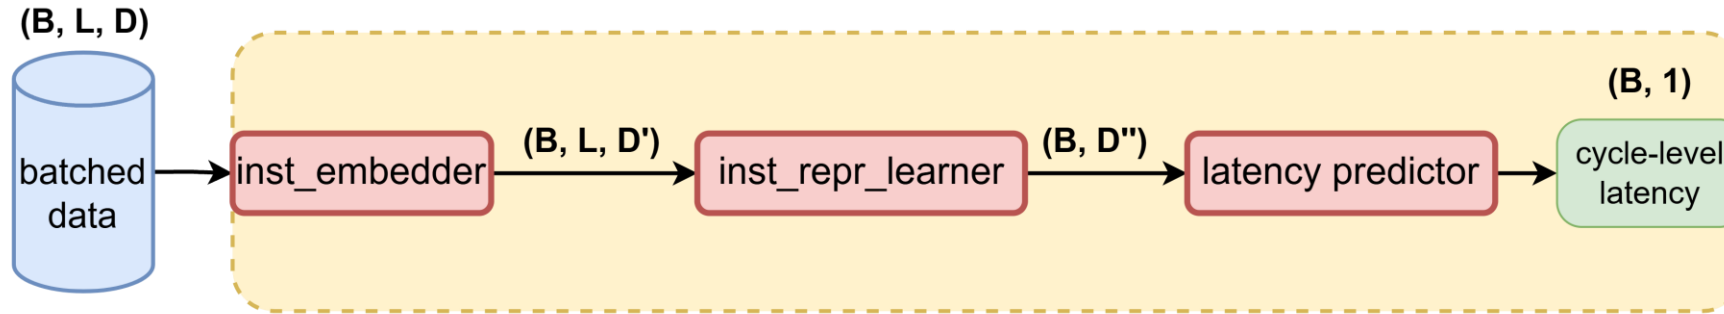 (B, L, D)
batched
data
inst_embedder
(B, L, D')
inst_repr_learner
(B, D")
latency predictor
(B, 1)
cycle-level
latency